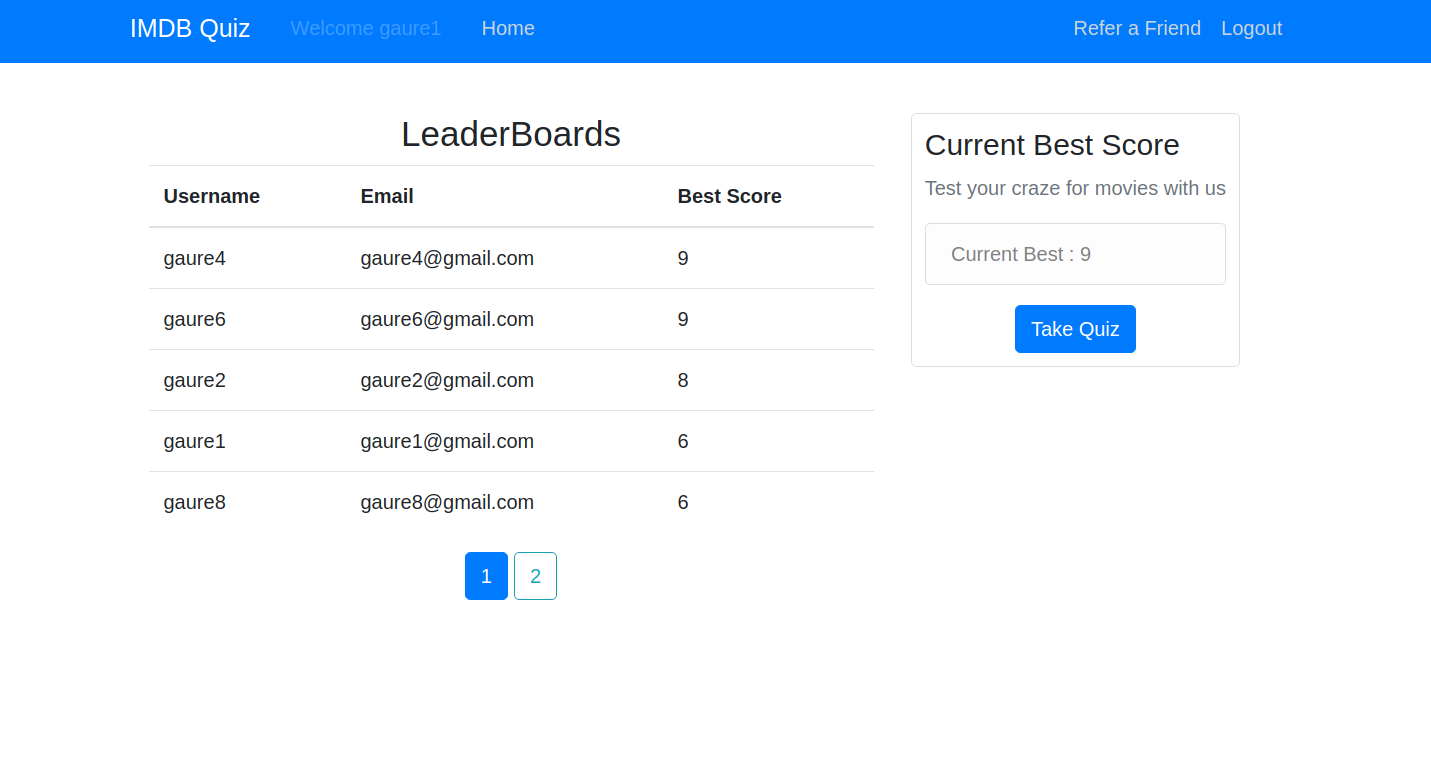 IMDB Quiz Welcome gaure1 Home Refer a Friend Logout
LeaderBoards
Username Email Best Score
gaure4 gaure4@gmail.com 9
gaure6 gaure6@gmail.com 9
gaure2 gaure2@gmail.com 8
gaure1 gaure1@gmail.com 6
gaure8 gaure8@gmail.com 6
1 2
Current Best Score
Test your craze for movies with us
Current Best : 9
Take Quiz